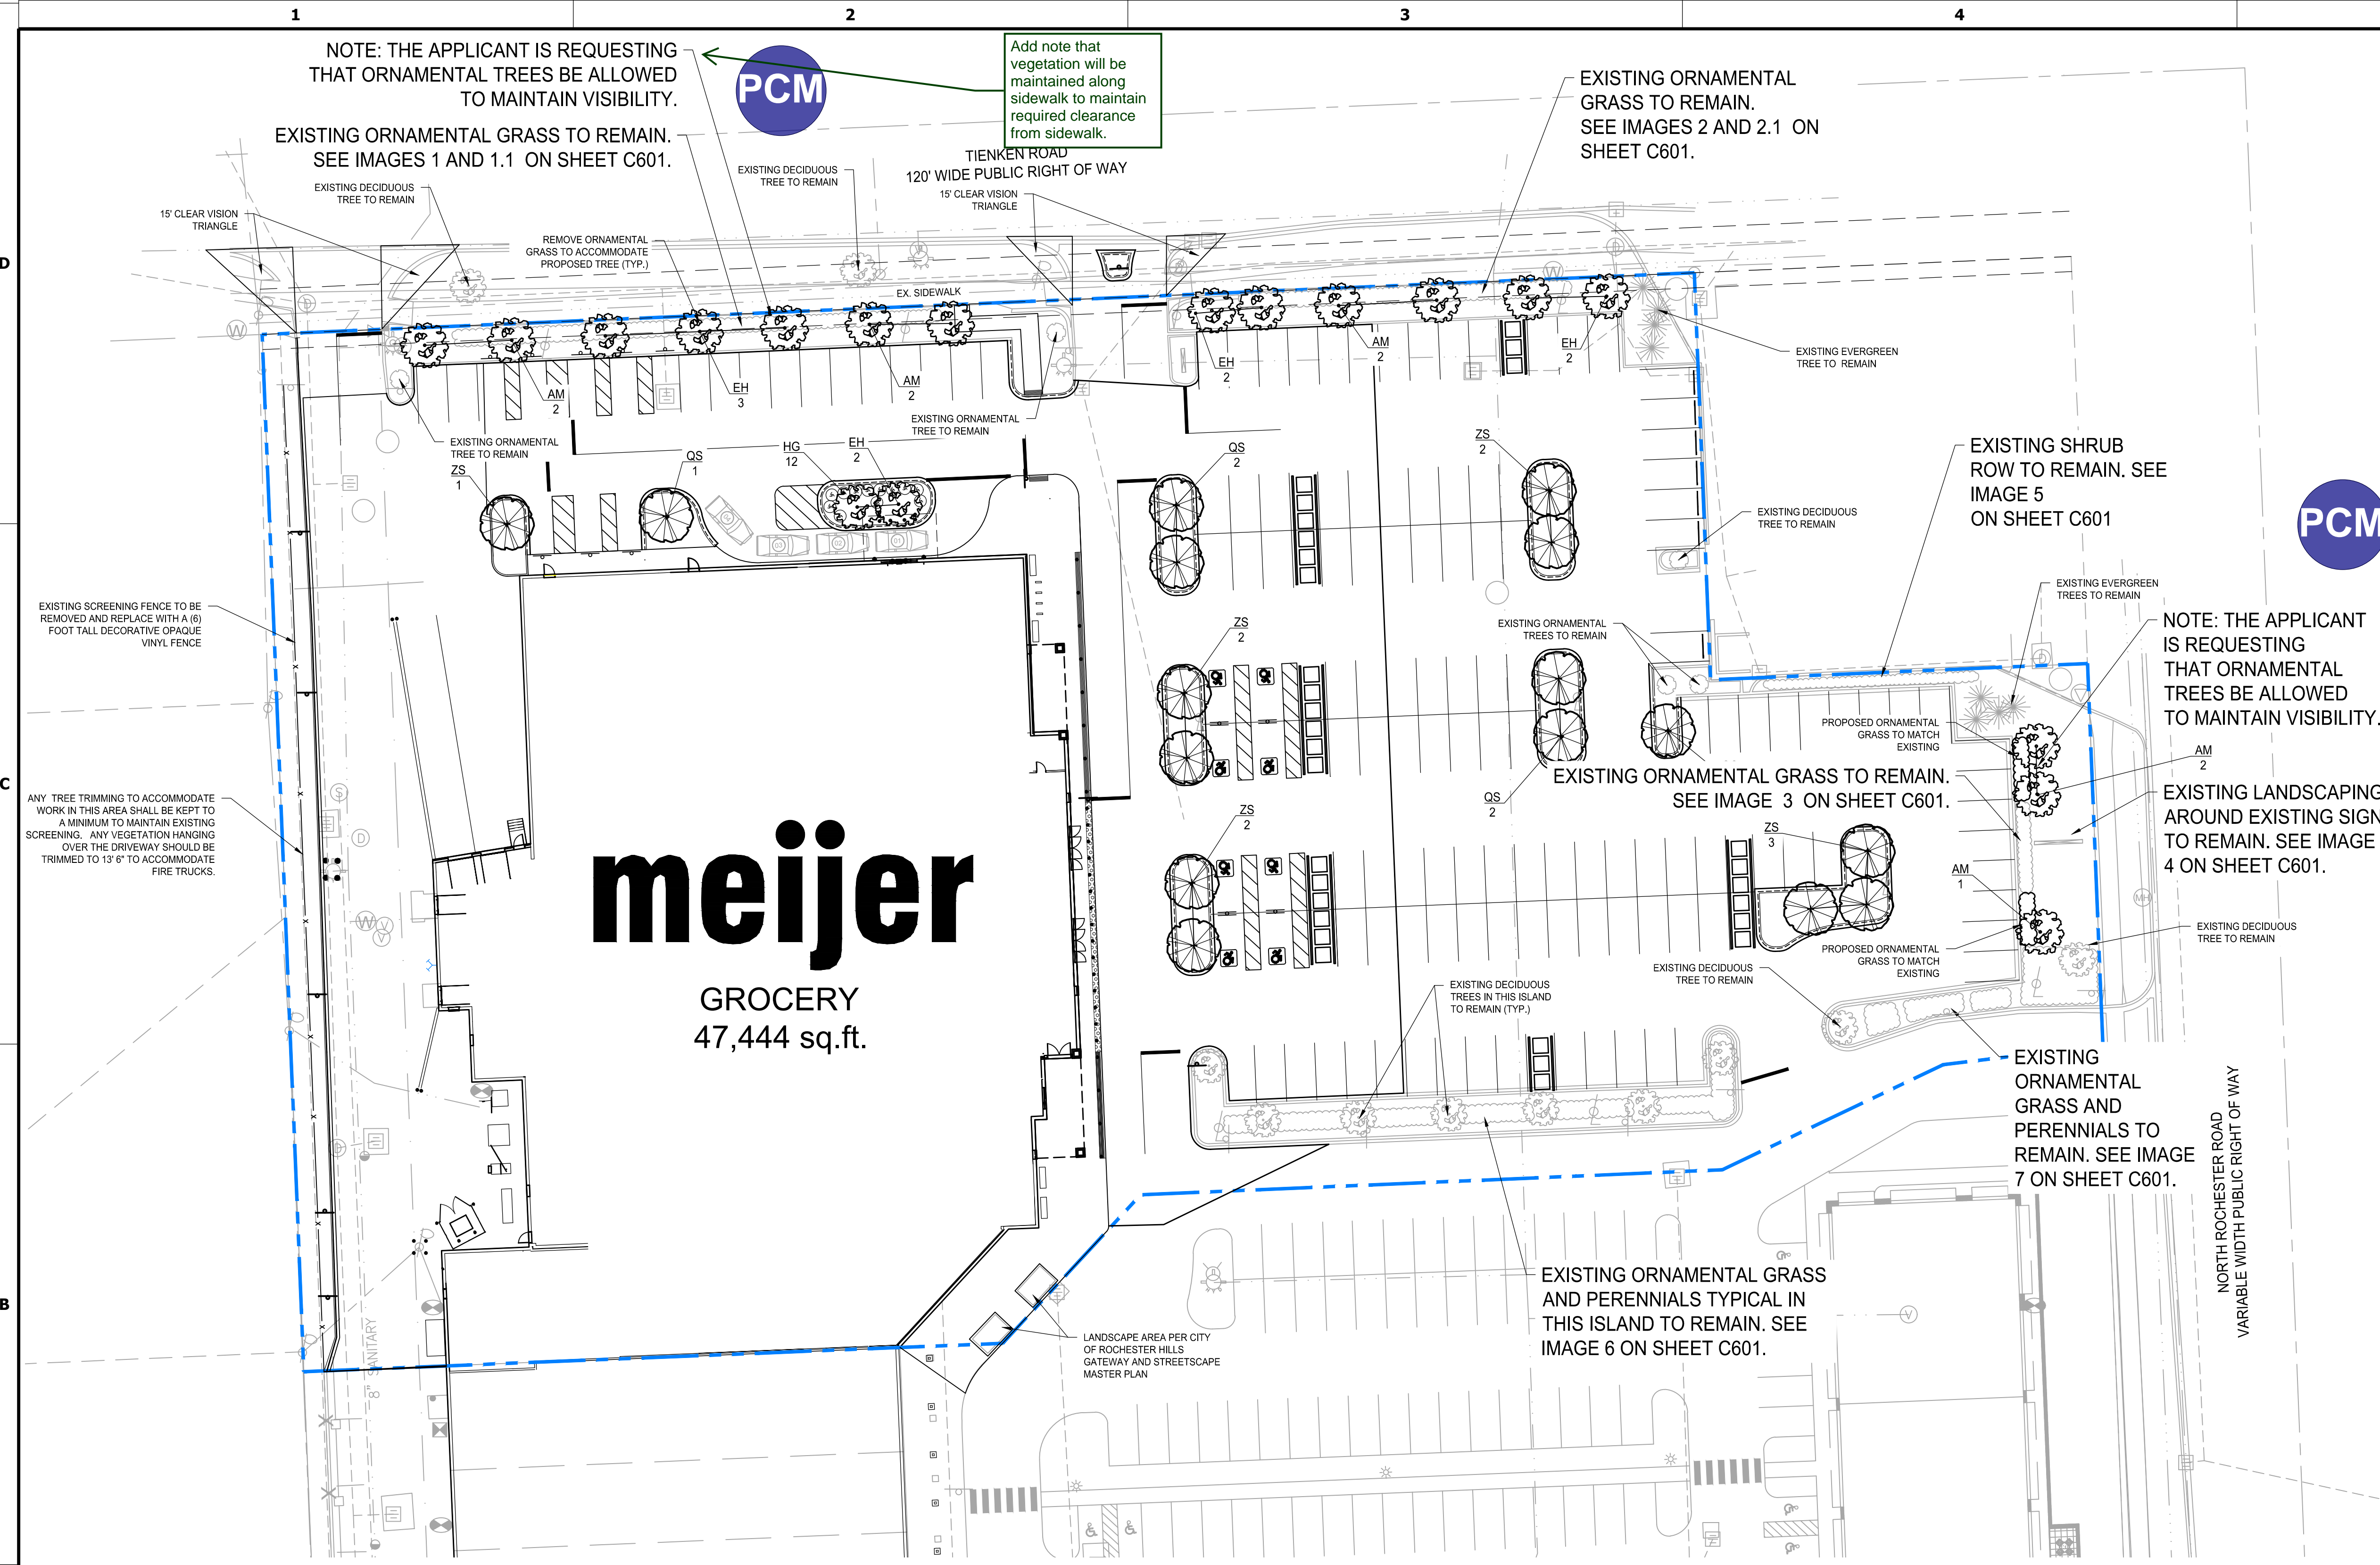 1
2
3
4
NOTE: THE APPLICANT IS REQUESTING
THAT ORNAMENTAL TREES BE ALLOWED
TO MAINTAIN VISIBILITY.
PCM
Add note that
vegetation will be
maintained along
sidewalk to maintain
required clearance
from sidewalk.
EXISTING ORNAMENTAL
GRASS TO REMAIN.
SEE IMAGES 2 AND 2.1 ON
SHEET C601.
EXISTING ORNAMENTAL GRASS TO REMAIN.
SEE IMAGES 1 AND 1.1 ON SHEET C601.
TIENKEN ROAD
120' WIDE PUBLIC RIGHT OF WAY
EXISTING DECIDUOUS
TREE TO REMAIN
EXISTING DECIDUOUS
TREE TO REMAIN
15' CLEAR VISION
TRIANGLE
15' CLEAR VISION
TRIANGLE
REMOVE ORNAMENTAL
GRASS TO ACCOMMODATE
PROPOSED TREE (TYP.)
D
EX. SIDEWALK
EXISTING EVERGREEN
TREE TO REMAIN
AM
2
EH
3
AM
2
EH
2
AM
2
EH
2
EXISTING ORNAMENTAL
TREE TO REMAIN
EXISTING ORNAMENTAL
TREE TO REMAIN
ZS
1
QS
1
HG
12
EH
2
QS
2
ZS
2
EXISTING SHRUB
ROW TO REMAIN. SEE
IMAGE 5
ON SHEET C601
PCM
EXISTING DECIDUOUS
TREE TO REMAIN
03
02
01
EXISTING EVERGREEN
TREES TO REMAIN
EXISTING SCREENING FENCE TO BE
REMOVED AND REPLACE WITH A (6)
FOOT TALL DECORATIVE OPAQUE
VINYL FENCE
ZS
2
EXISTING ORNAMENTAL
TREES TO REMAIN
NOTE: THE APPLICANT
IS REQUESTING
THAT ORNAMENTAL
TREES BE ALLOWED
TO MAINTAIN VISIBILITY.
PROPOSED ORNAMENTAL
GRASS TO MATCH
EXISTING
AM
2
C
EXISTING ORNAMENTAL GRASS TO REMAIN.
SEE IMAGE 3 ON SHEET C601.
QS
2
EXISTING LANDSCAPING
AROUND EXISTING SIGN
TO REMAIN. SEE IMAGE
4 ON SHEET C601.
ANY TREE TRIMMING TO ACCOMMODATE
WORK IN THIS AREA SHALL BE KEPT TO
A MINIMUM TO MAINTAIN EXISTING
SCREENING. ANY VEGETATION HANGING
OVER THE DRIVEWAY SHOULD BE
TRIMMED TO 13' 6" TO ACCOMMODATE
FIRE TRUCKS.
ZS
2
ZS
3
AM
1
meijer
GROCERY
47,444 sq.ft.
MH
EXISTING DECIDUOUS
TREE TO REMAIN
PROPOSED ORNAMENTAL
GRASS TO MATCH
EXISTING
EXISTING DECIDUOUS
TREE TO REMAIN
EXISTING DECIDUOUS
TREES IN THIS ISLAND
TO REMAIN (TYP.)
EXISTING
ORNAMENTAL
GRASS AND
PERENNIALS TO
REMAIN. SEE IMAGE
7 ON SHEET C601.
NORTH ROCHESTER ROAD
VARIABLE WIDTH PUBLIC RIGHT OF WAY
B
EXISTING ORNAMENTAL GRASS
AND PERENNIALS TYPICAL IN
THIS ISLAND TO REMAIN. SEE
IMAGE 6 ON SHEET C601.
LANDSCAPE AREA PER CITY
OF ROCHESTER HILLS
GATEWAY AND STREETSCAPE
MASTER PLAN
8" SANITARY